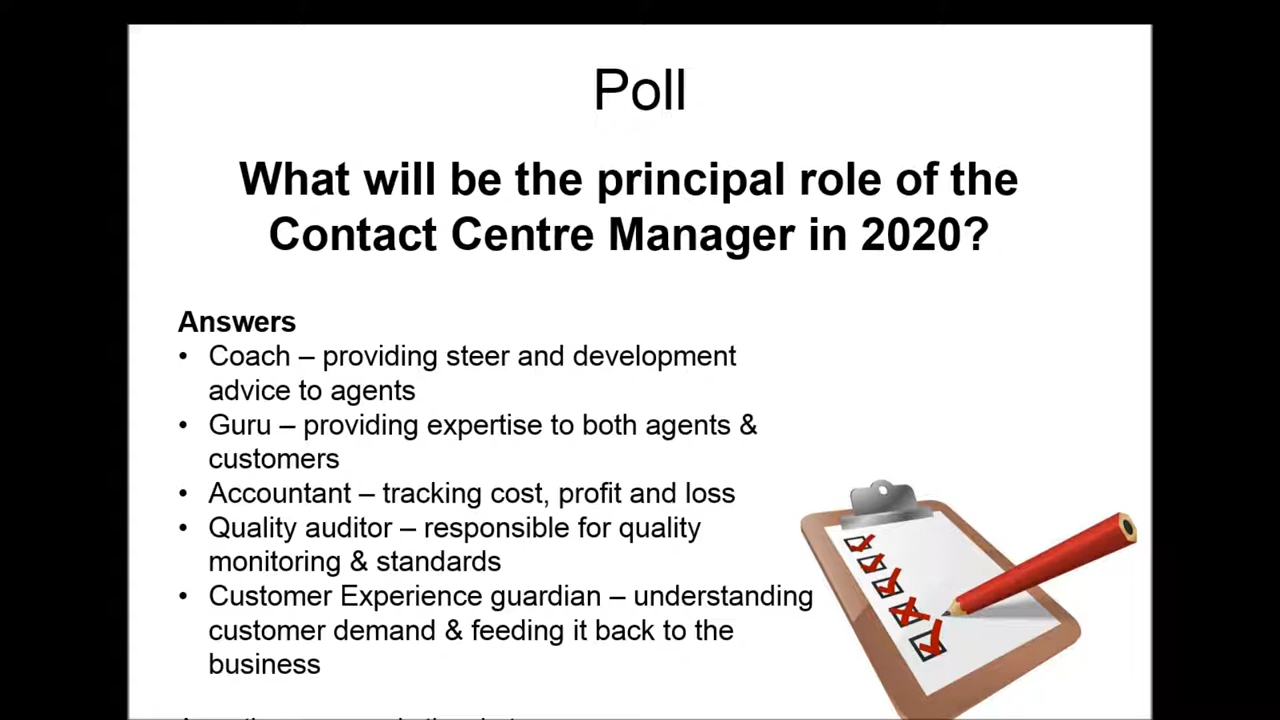 Poll
What will be the principal role of the
Contact Centre Manager in 2020?
Answers
• Coach – providing steer and development
advice to agents
• Guru – providing expertise to both agents &
customers
• Accountant – tracking cost, profit and loss
• Quality auditor – responsible for quality
monitoring & standards
• Customer Experience guardian – understanding
customer demand & feeding it back to the
business